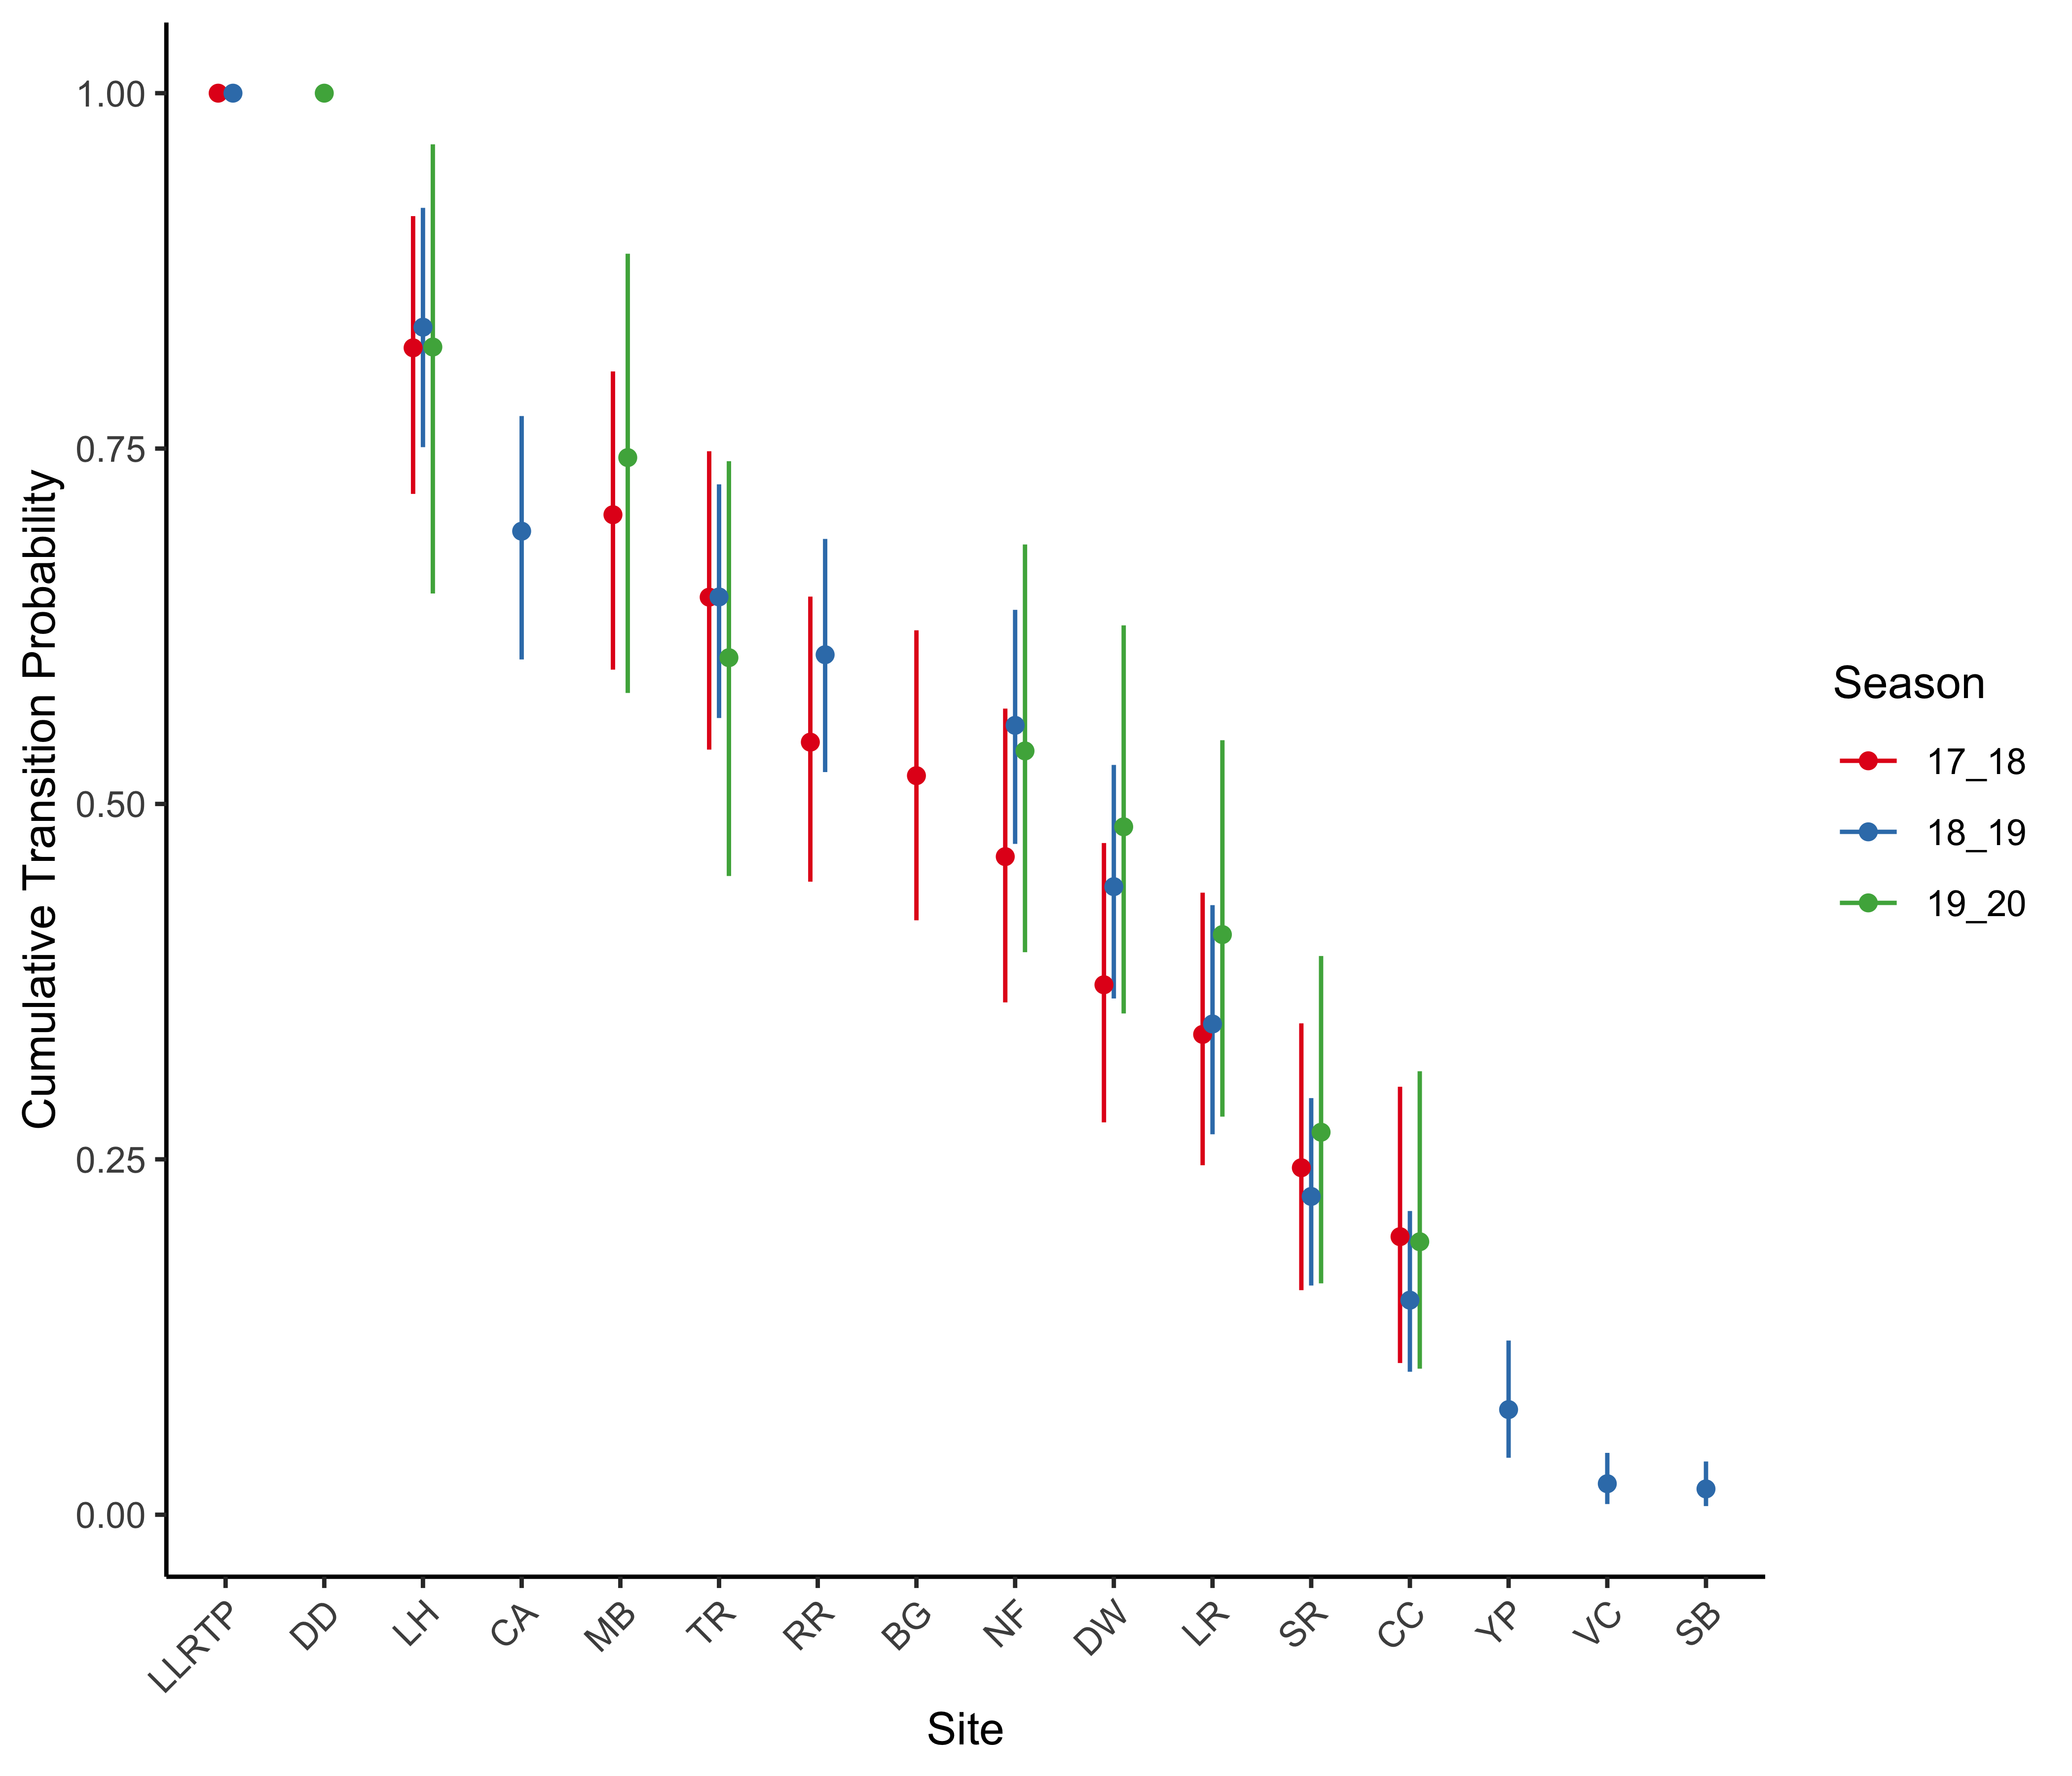 1.00
0.75
0.50
0.25
0.00
Cumulative Transition Probability
LLRTP
DD
LH
CA
MB
TR
RR
BG
NF
DW
LR
SR
CC
YP
VC
SB
Site
Season
17_18
18_19
19_20